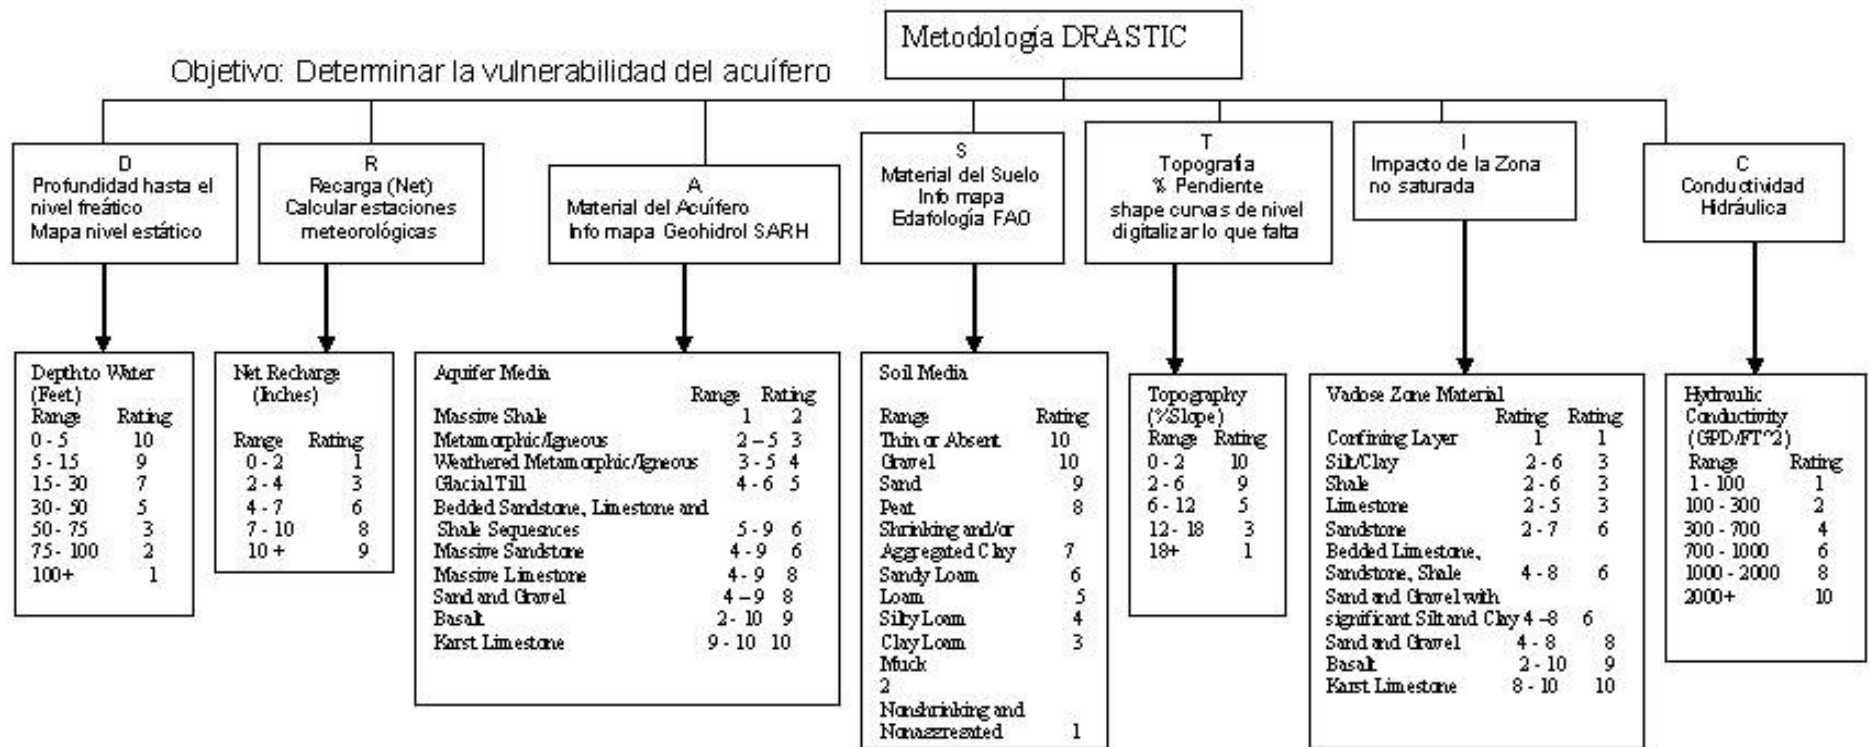 Metodología DRASTIC
Objetivo: Determinar la vulnerabilidad del acuífero
D
Profundidad hasta el
nivel freático
Mapa nivel estático
R
Recarga (Net)
Calcular estaciones
meteorológicas
A
Material del Acuífero
Info mapa Geohidrol SARH
S
Material del Suelo
Info mapa
Edafología FAO
T
Topografía
% Pendiente
shape curvas de nivel
digitalizar lo que falta
I
Impacto de la Zona
no saturada
C
Conductividad
Hidráulica
Depth to Water
(Feet)
Range Rating
0 - 5 10
5 - 15 9
15 - 30 7
30 - 50 5
50 - 75 3
75 - 100 2
100+ 1
Net Recharge
(Inches)
Range Rating
0 - 2 1
2 - 4 3
4 - 7 6
7 - 10 8
10 + 9
Aquifer Media
Range Rating
Massive Shale 1 2
Metamorphic/Igneous 2 – 5 3
Weathered Metamorphic/Igneous 3 - 5 4
Glacial Till 4 - 6 5
Bedded Sandstone, Limestone and
Shale Sequesnces 5 - 9 6
Massive Sandstone 4 - 9 6
Massive Limestone 4 - 9 8
Sand and Gravel 4 – 9 8
Basalt 2 - 10 9
Karst Limestone 9 - 10 10
Soil Media
Range Rating
Thin or Absent 10
Gravel 10
Sand 9
Peat 8
Shrinking and/or
Aggregated Clay 7
Sandy Loam 6
Loam 5
Silty Loam 4
Clay Loam 3
Muck
2
Nonshrinking and
Nonaggregated 1
Topography
(%Slope)
Range Rating
0 - 2 10
2 - 6 9
6 - 12 5
12 - 18 3
18+ 1
Vadose Zone Material
Rating Rating
Confining Layer 1 1
Silt/Clay 2 - 6 3
Shale 2 - 6 3
Limestone 2 - 5 3
Sandstone 2 - 7 6
Bedded Limestone,
Sandstone, Shale 4 - 8 6
Sand and Gravel with
significant Silt and Clay 4 –8 6
Sand and Gravel 4 - 8 8
Basalt 2 - 10 9
Karst Limestone 8 - 10 10
Hydraulic
Conductivity
(GPD/FT^2)
Range Rating
1 - 100 1
100 - 300 2
300 - 700 4
700 - 1000 6
1000 - 2000 8
2000+ 10